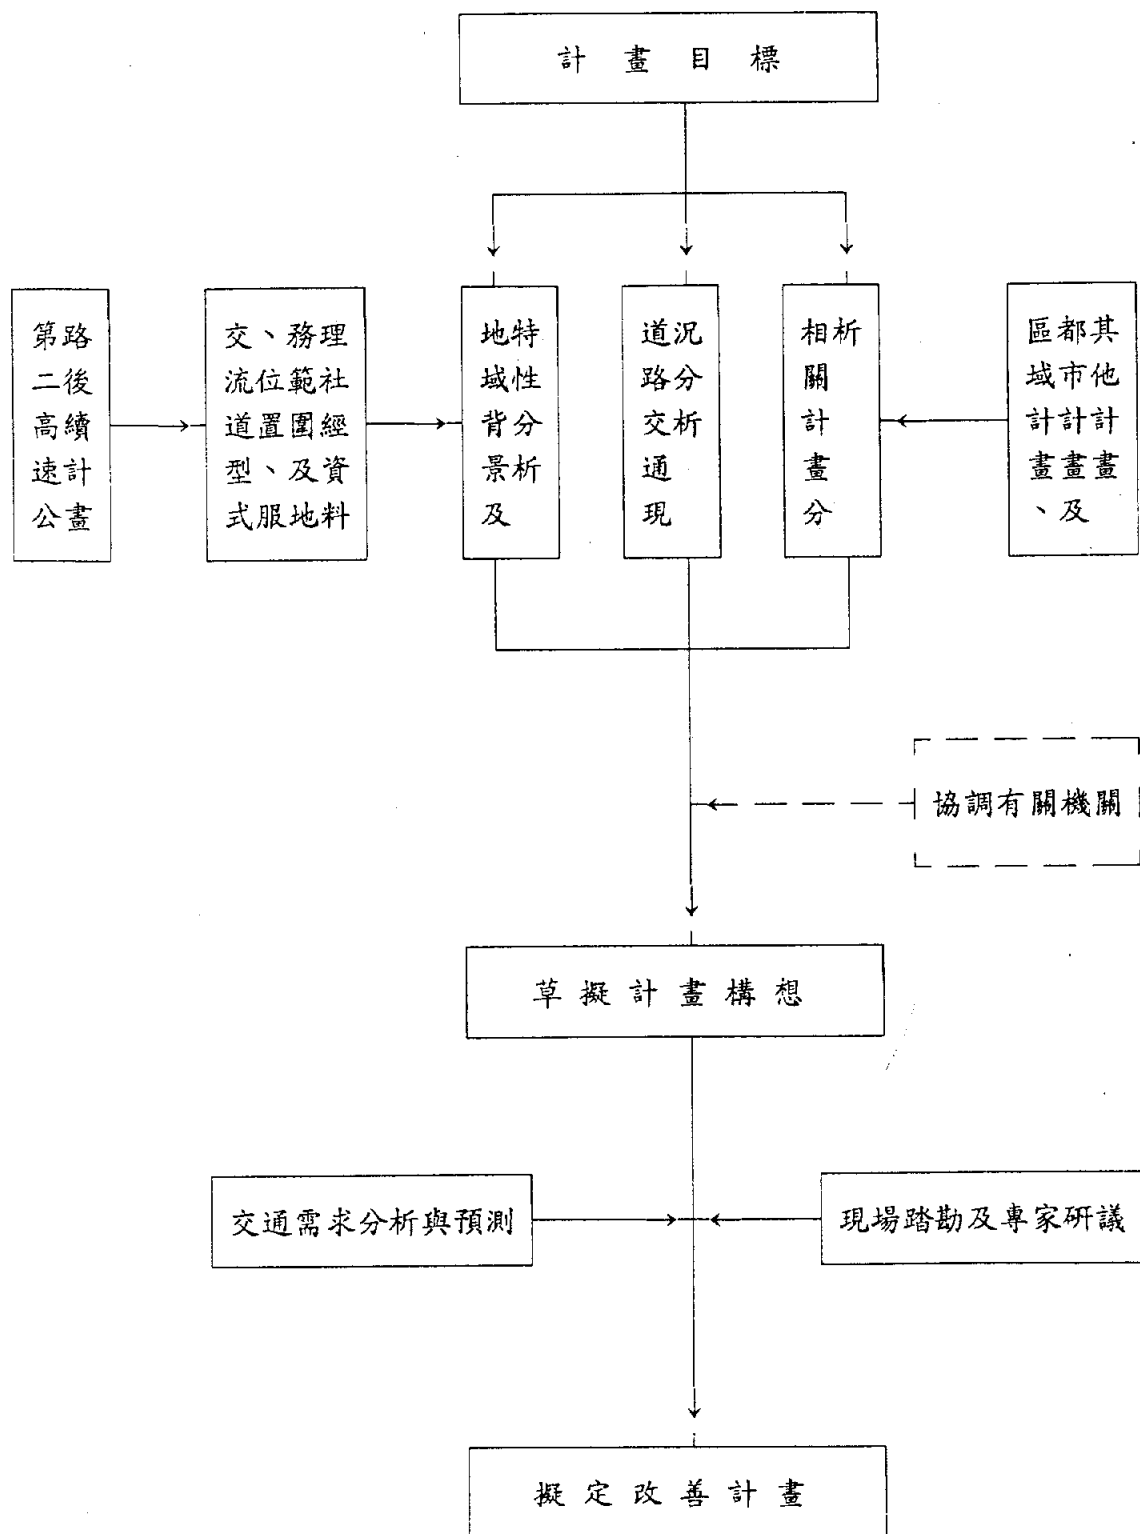 計畫目標
第二高速公
路後續計畫
交流道型式
、位置、服
務範圍及地
理社經資料
地域背景及
特性分析
道路交通現
況分析
相關計畫分
析
區域計畫、
都市計畫及
其他計畫
協調有關機關
草擬計畫構想
交通需求分析與預測
現場踏勘及專家研議
擬定改善計畫